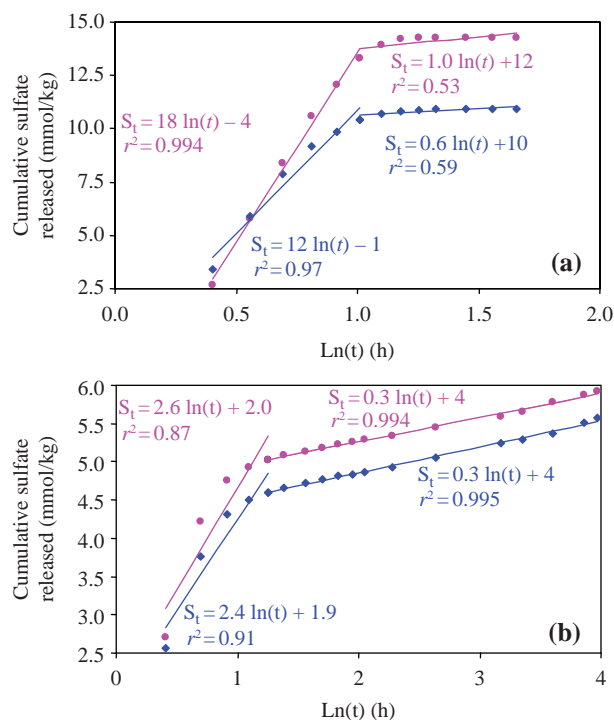 15.0
12.5
10.0
7.5
5.0
2.5
Cumulative sulfate
released (mmol/kg)
Sₜ = 18 ln(t) – 4
r² = 0.994
Sₜ = 1.0 ln(t) + 12
r² = 0.53
Sₜ = 0.6 ln(t) + 10
r² = 0.59
Sₜ = 12 ln(t) – 1
r² = 0.97
(a)
0.0 0.5 1.0 1.5 2.0
Ln(t) (h)
6.0
5.5
5.0
4.5
4.0
3.5
3.0
2.5
Cumulative sulfate
released (mmol/kg)
Sₜ = 2.6 ln(t) + 2.0
r² = 0.87
Sₜ = 0.3 ln(t) + 4
r² = 0.994
Sₜ = 0.3 ln(t) + 4
r² = 0.995
Sₜ = 2.4 ln(t) + 1.9
r² = 0.91
(b)
0 1 2 3 4
Ln(t) (h)